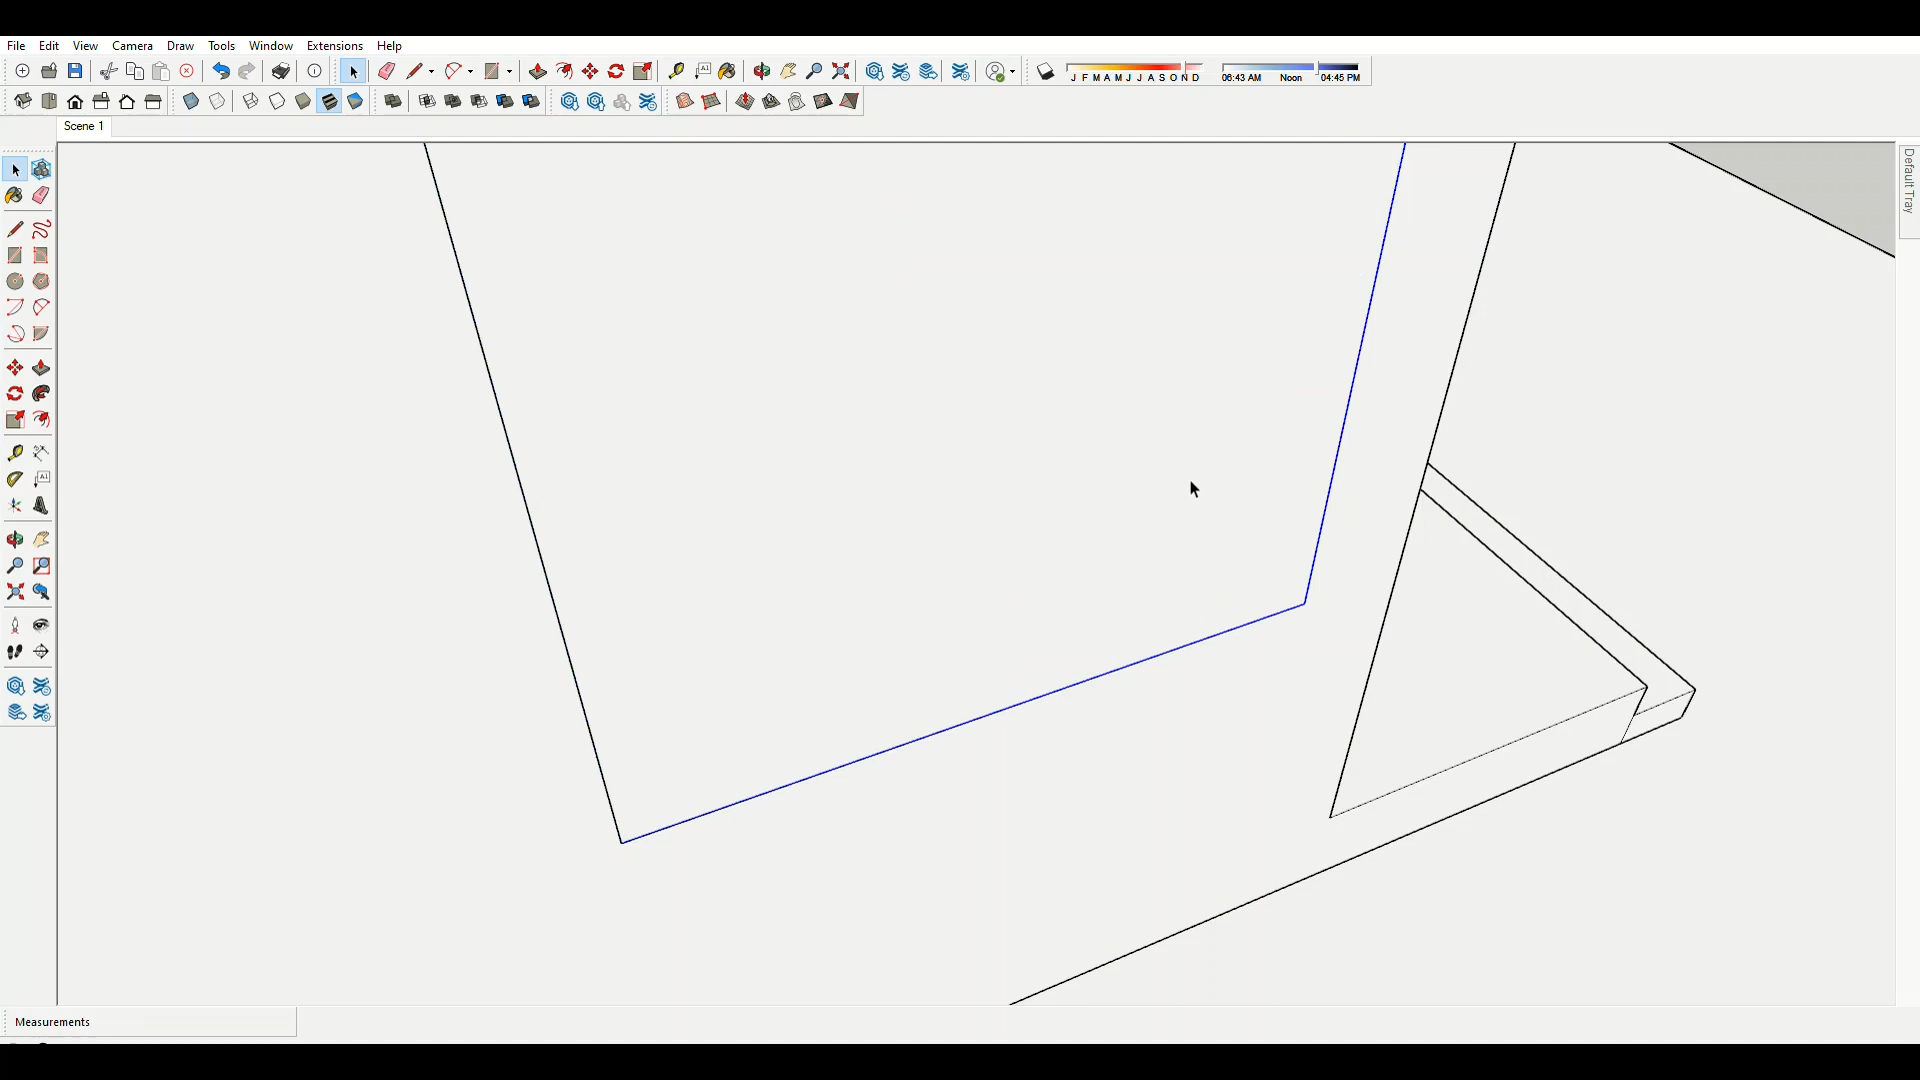 File Edit View Camera Draw Tools Window Extensions Help
J F M A M J J A S O N D
06:43 AM Noon 04:45 PM
Scene 1
Default Tray
Measurements